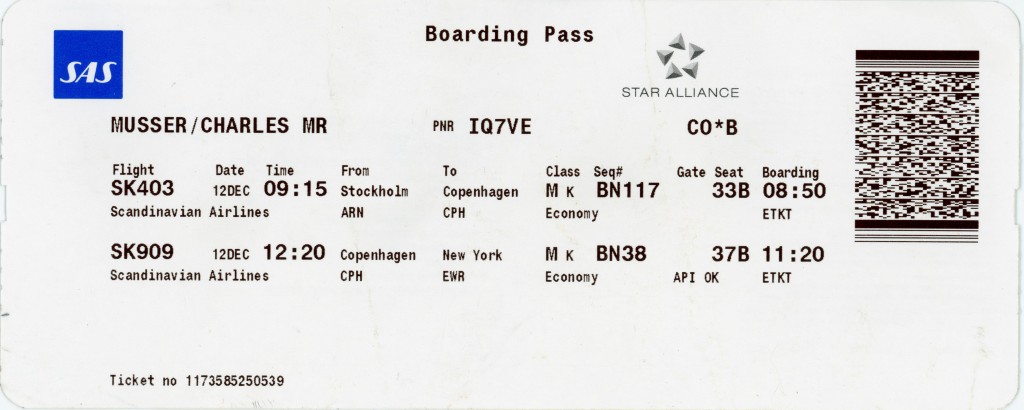 Boarding Pass
SAS
STAR ALLIANCE
MUSSER/CHARLES MR PNR IQ7VE CO*B
Flight Date Time From To Class Seq# Gate Seat Boarding
SK403 12DEC 09:15 Stockholm Copenhagen M K BN117 33B 08:50
Scandinavian Airlines ARN CPH Economy ETKT
SK909 12DEC 12:20 Copenhagen New York M K BN38 37B 11:20
Scandinavian Airlines CPH EWR Economy API OK ETKT
Ticket no 1173585250539